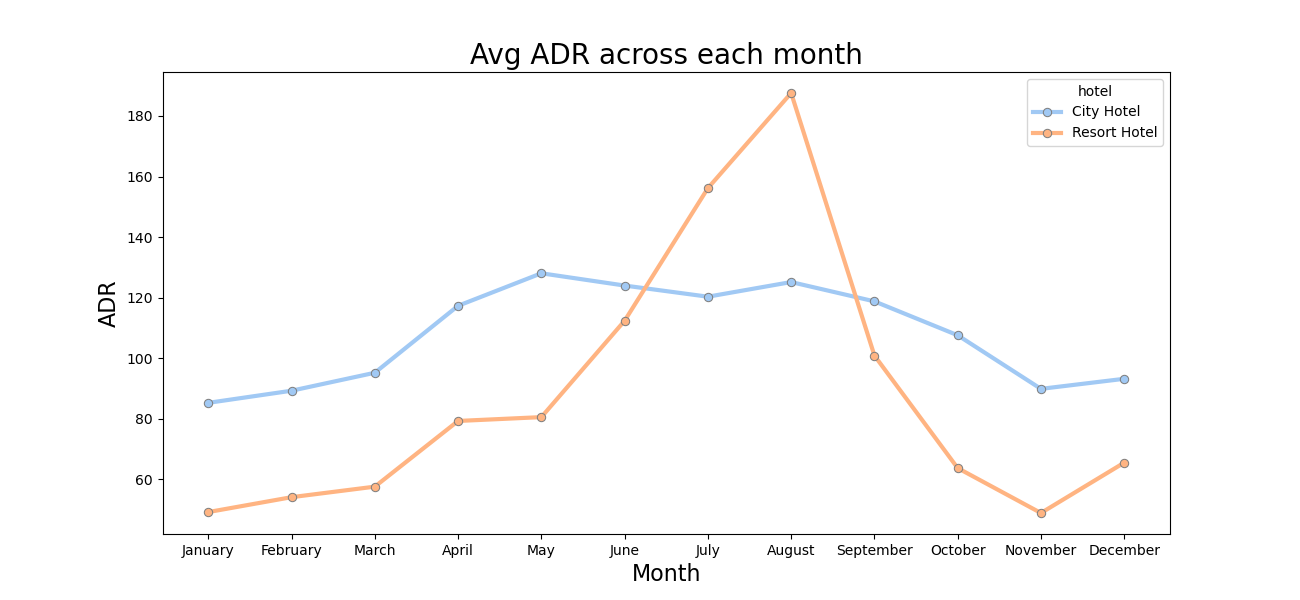 Avg ADR across each month
hotel
City Hotel
Resort Hotel
180
160
140
120
100
80
60
ADR
January February March April May June July August September October November December
Month